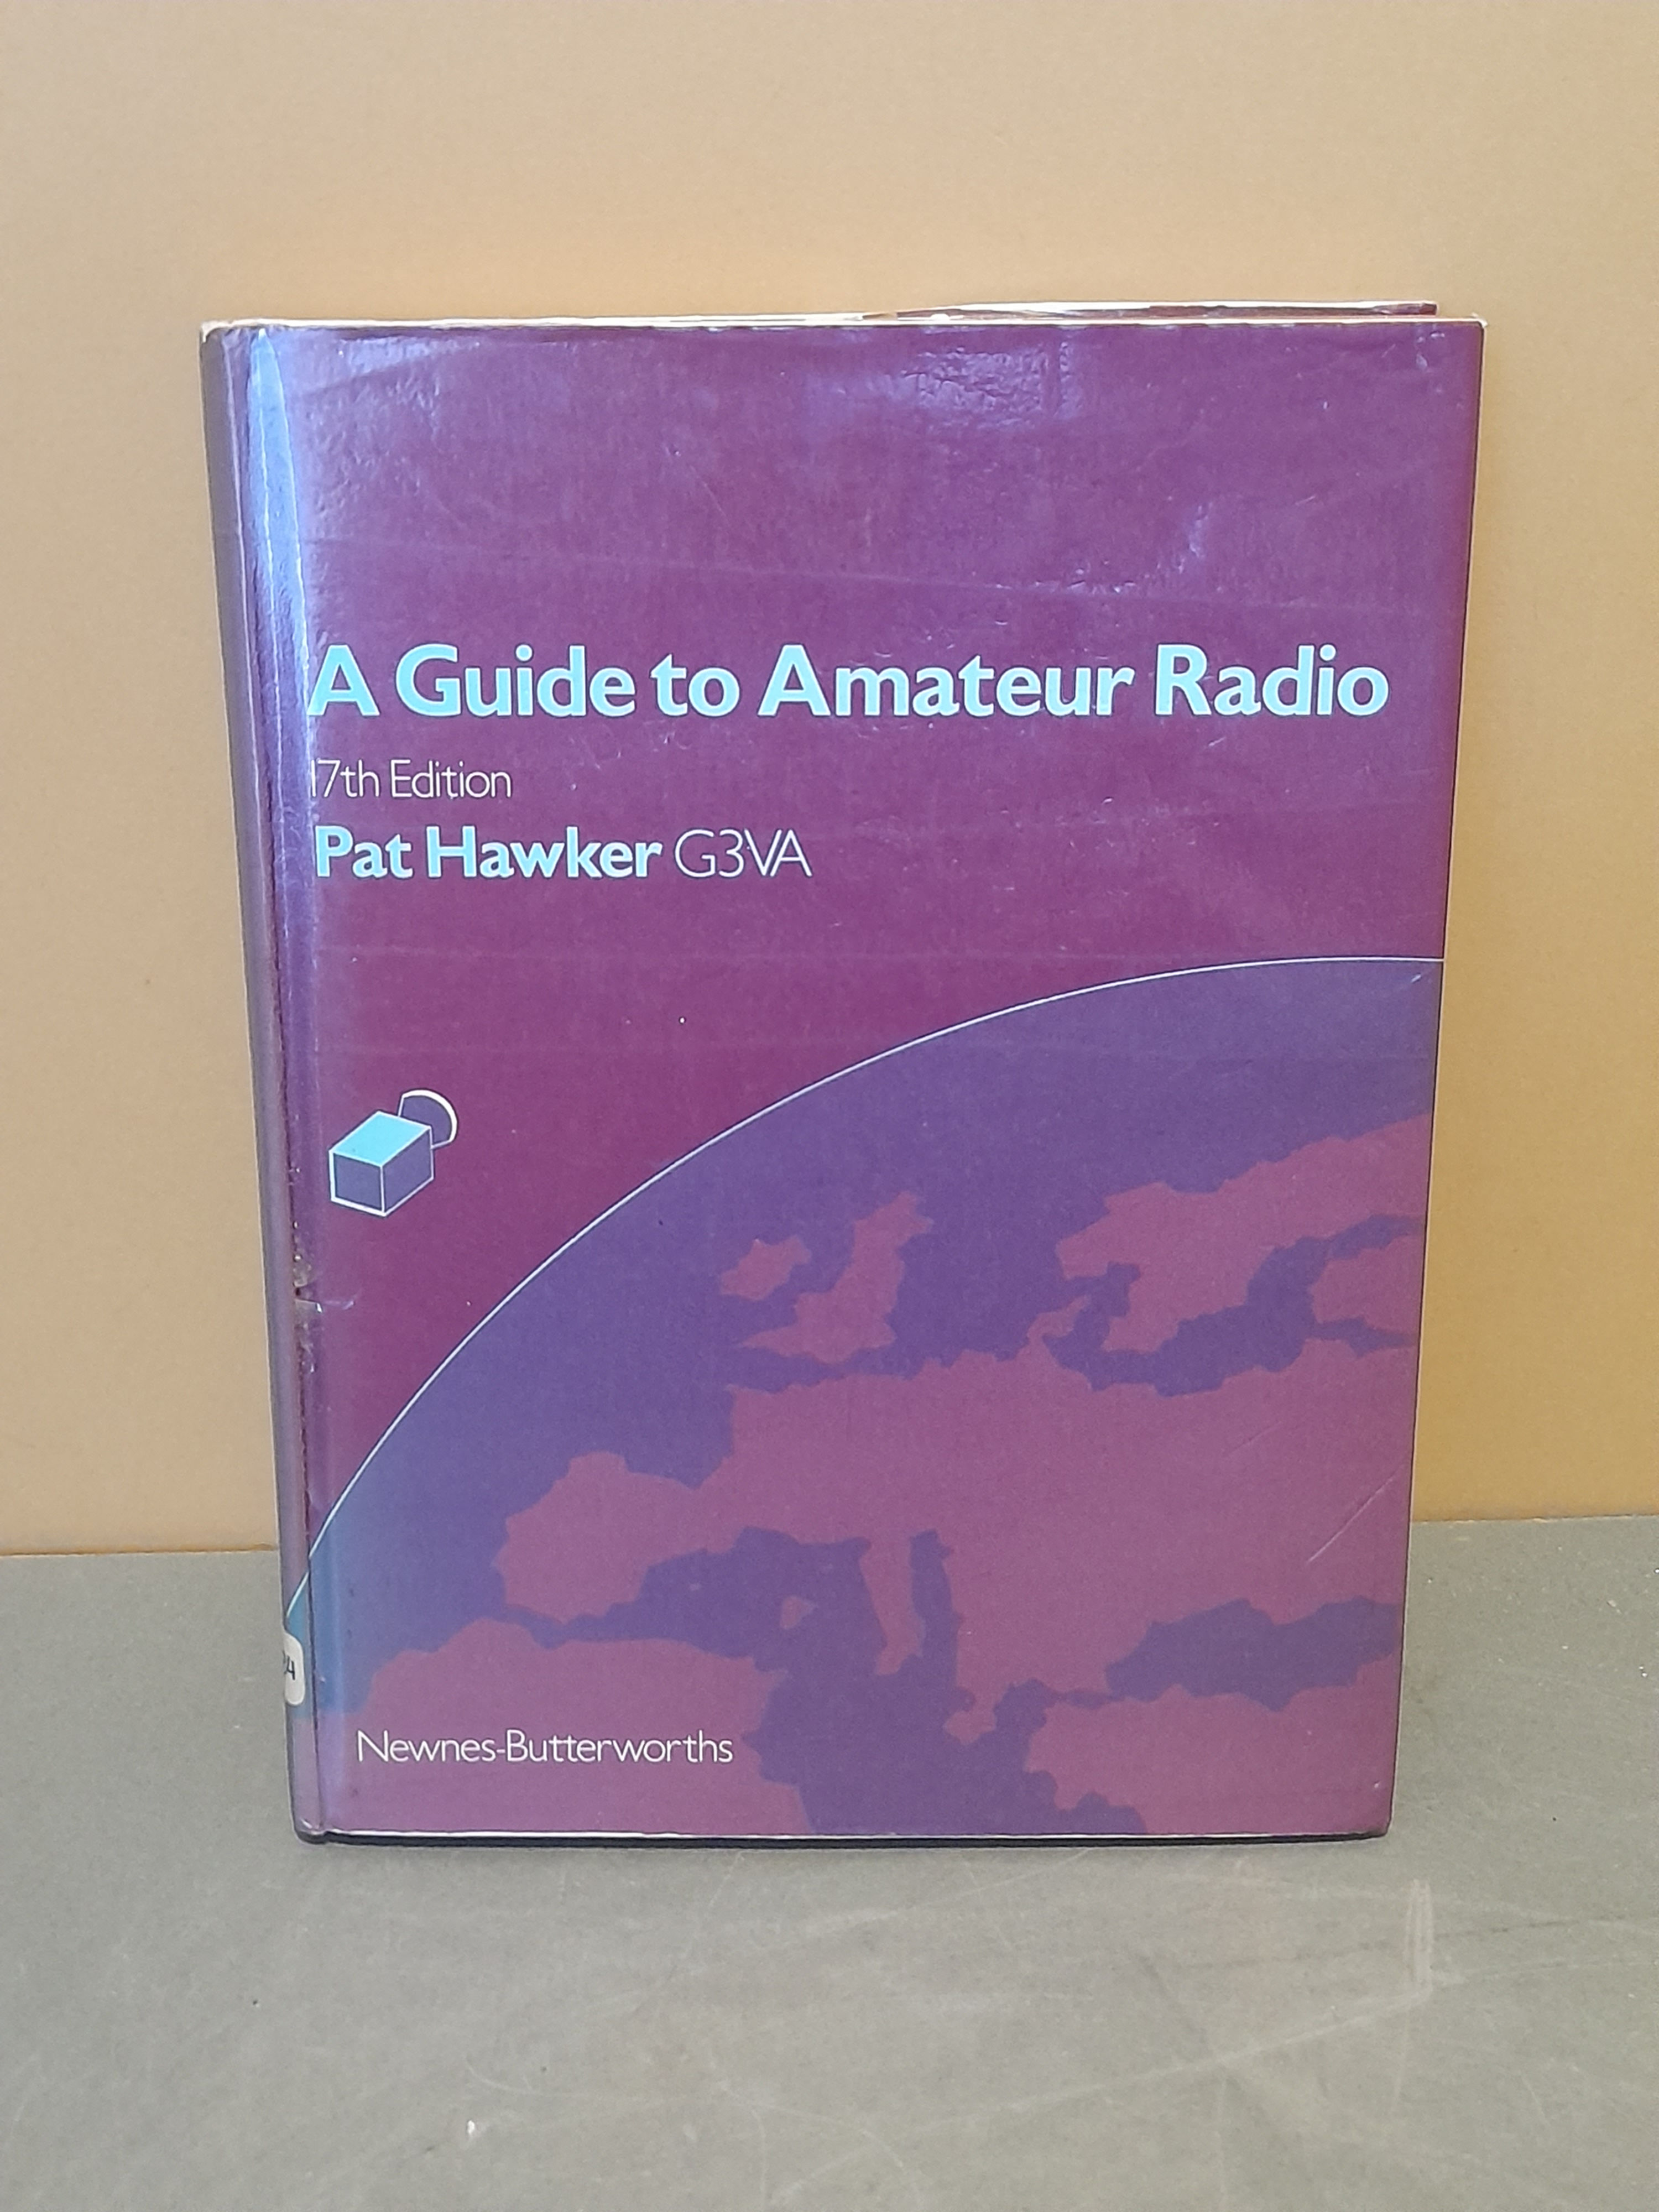 A Guide to Amateur Radio
17th Edition
Pat Hawker G3VA
Newnes-Butterworths